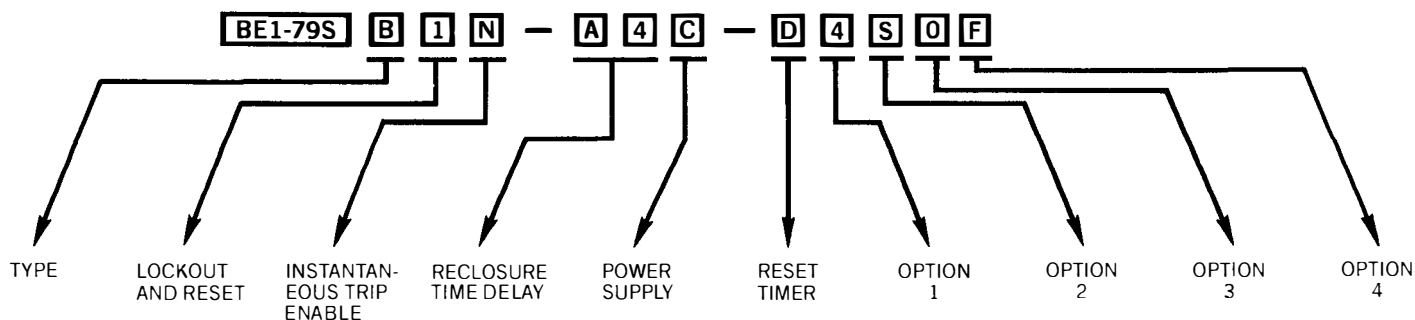 BE1-79S B 1 N — A 4 C — D 4 S 0 F
TYPE
LOCKOUT
AND RESET
INSTANTAN-
EOUS TRIP
ENABLE
RECLOSURE
TIME DELAY
POWER
SUPPLY
RESET
TIMER
OPTION
1
OPTION
2
OPTION
3
OPTION
4